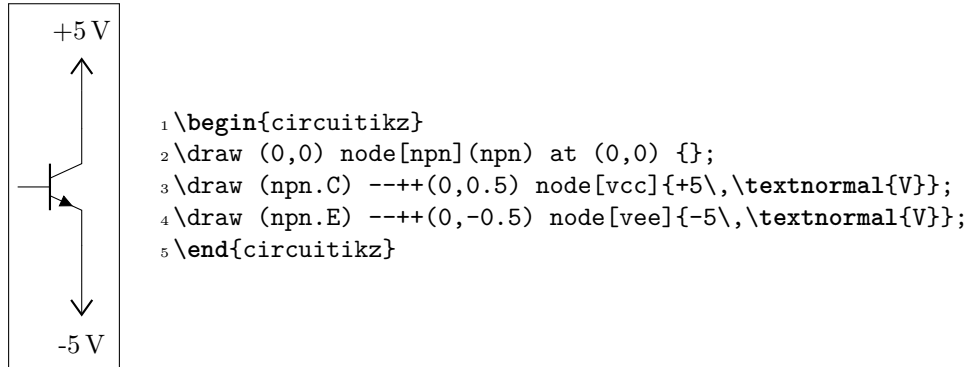 +5 V
-5 V
1 \begin{circuitikz}
2 \draw (0,0) node[npn](npn) at (0,0) {};
3 \draw (npn.C) --++(0,0.5) node[vcc]{+5\,\textnormal{V}};
4 \draw (npn.E) --++(0,-0.5) node[vee]{-5\,\textnormal{V}};
5 \end{circuitikz}